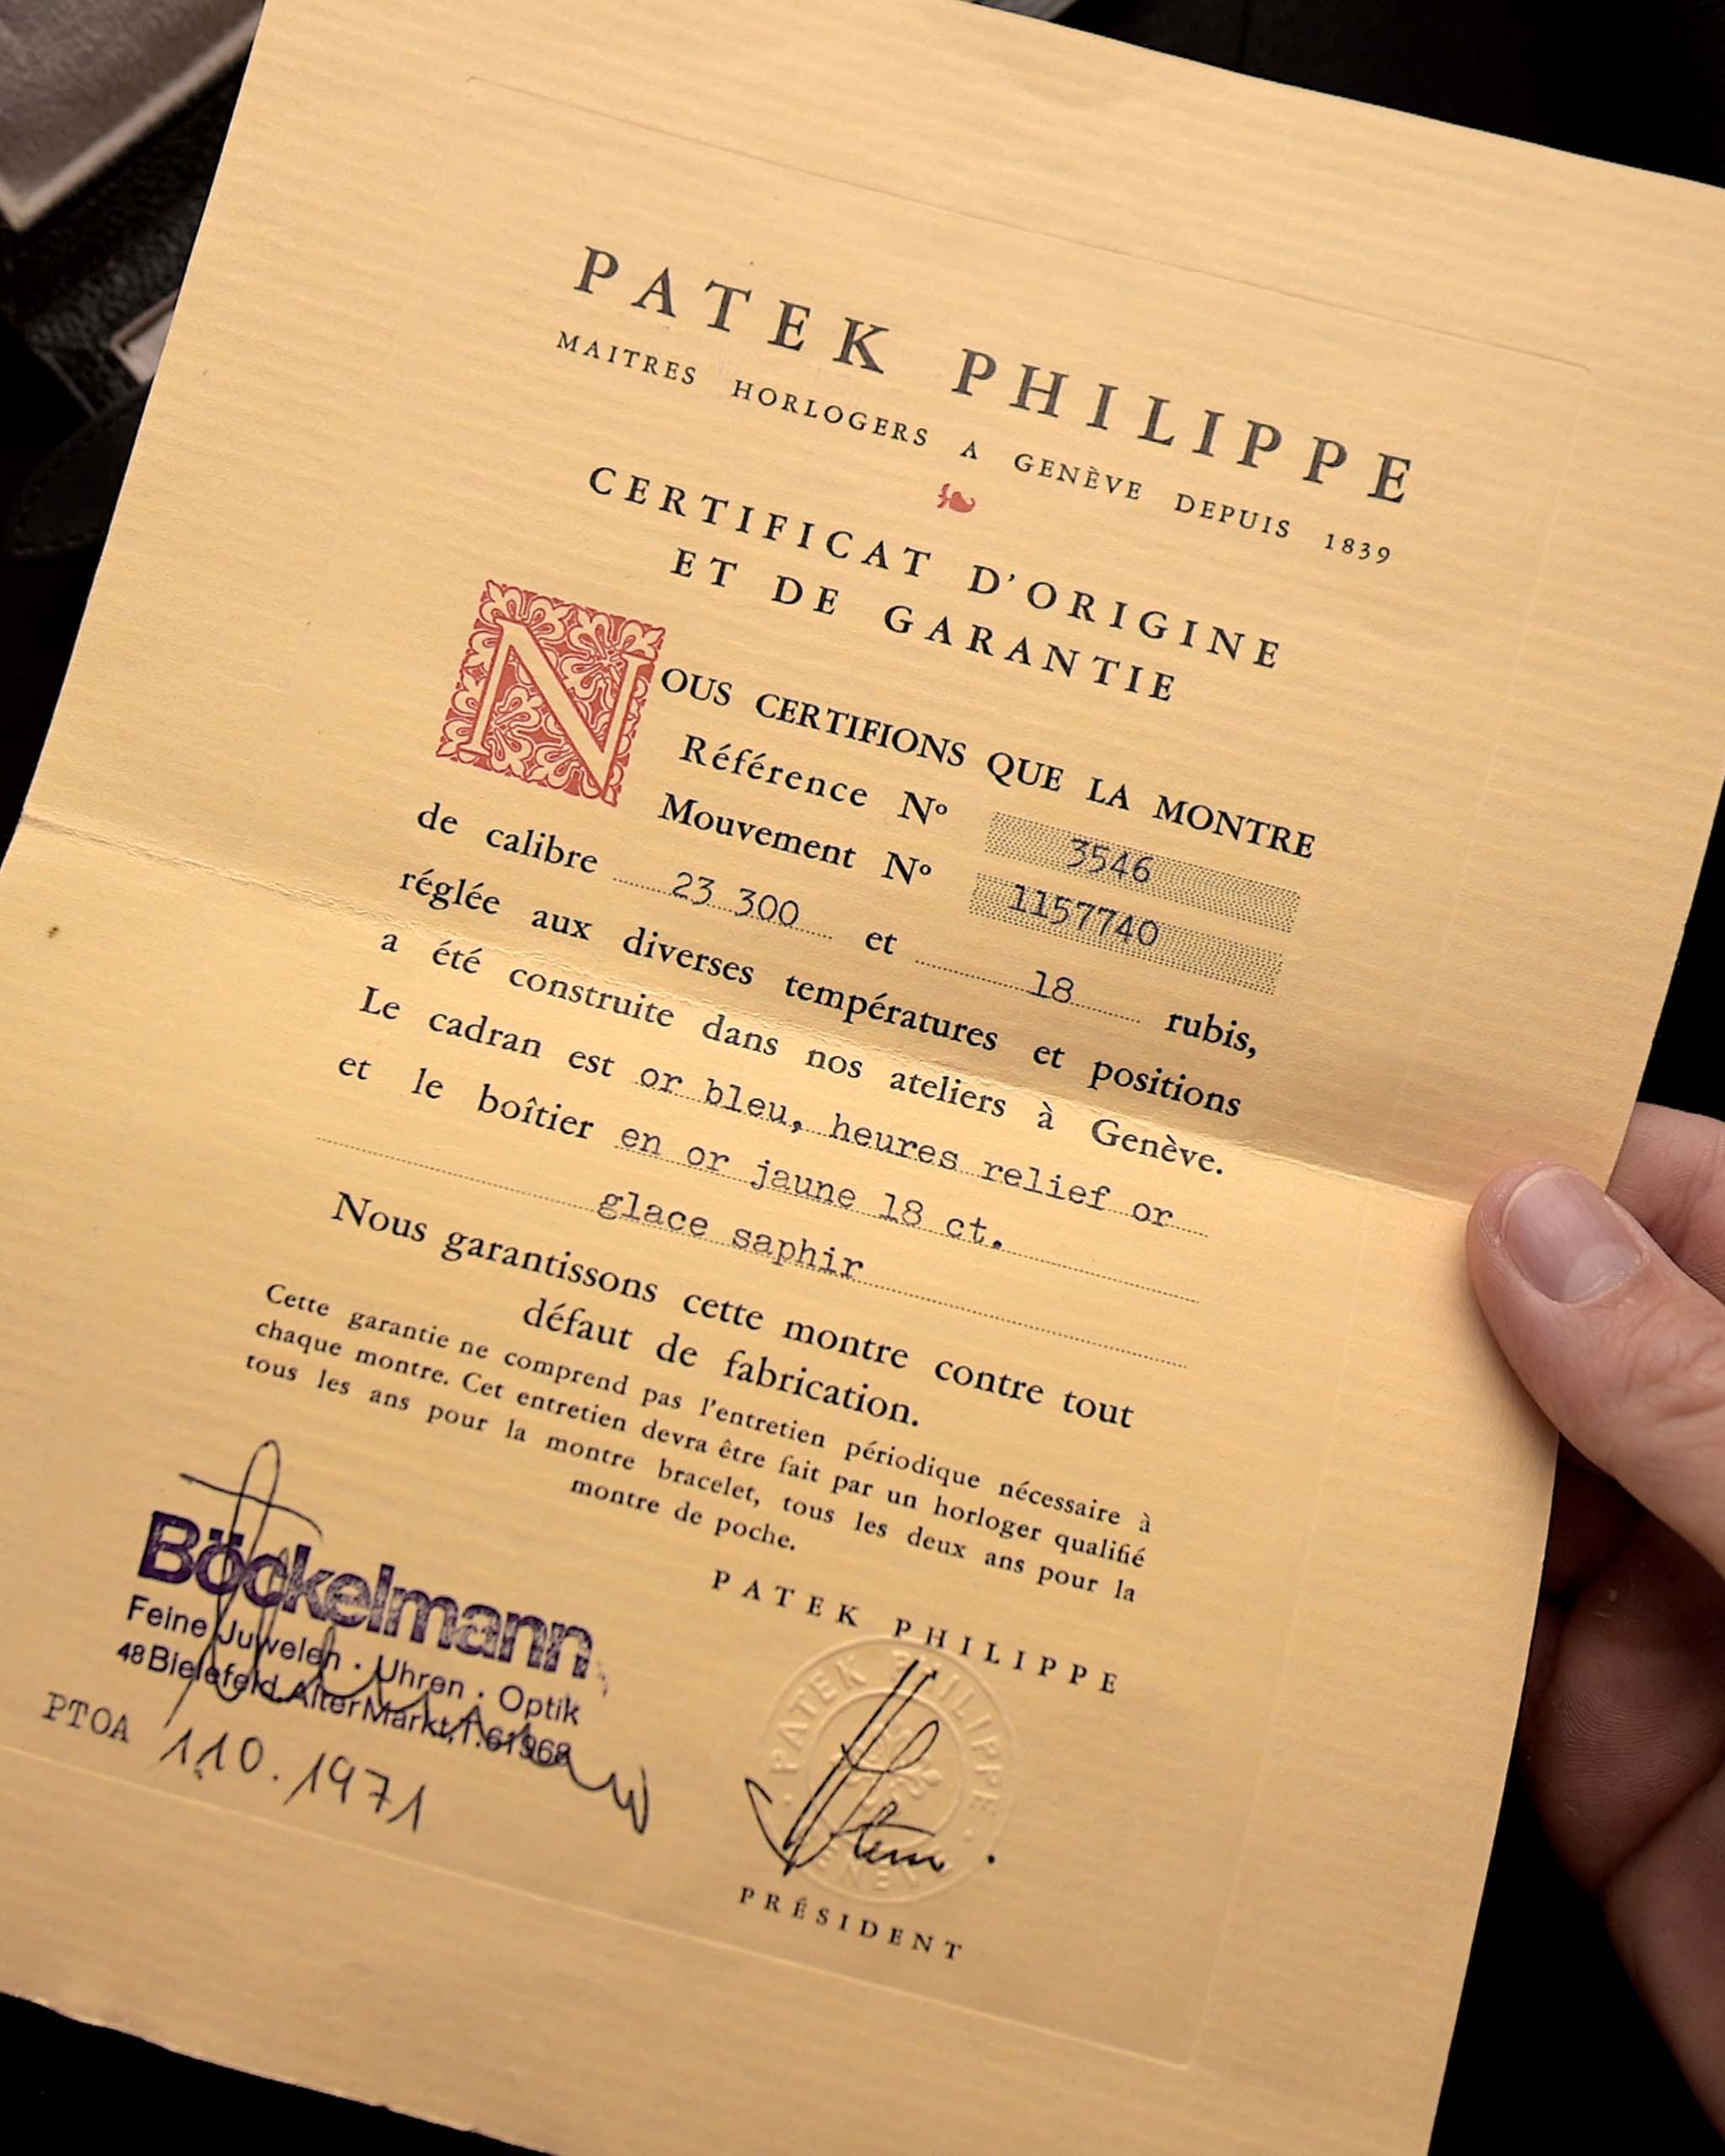 PATEK PHILIPPE
MAITRES HORLOGERS A GENÈVE DEPUIS 1839
CERTIFICAT D'ORIGINE
ET DE GARANTIE
NOUS CERTIFIONS QUE LA MONTRE
Référence Nº 3546
Mouvement Nº 1157740
de calibre 23 300 et 18 rubis,
réglée aux diverses températures et positions
a été construite dans nos ateliers à Genève.
Le cadran est or bleu, heures relief or
et le boîtier en or jaune 18 ct.
glace saphir
Nous garantissons cette montre contre tout
défaut de fabrication.
Cette garantie ne comprend pas l'entretien périodique nécessaire à
chaque montre. Cet entretien devra être fait par un horloger qualifié
tous les ans pour la montre bracelet, tous les deux ans pour la
montre de poche.
Böckelmann
Feine Juwelen · Uhren · Optik
48 Bielefeld, Alter Markt, T. 61968
PTOA 1.10.1971
PATEK PHILIPPE
PATEK PHILIPPE
GENÈVE
PRÉSIDENT